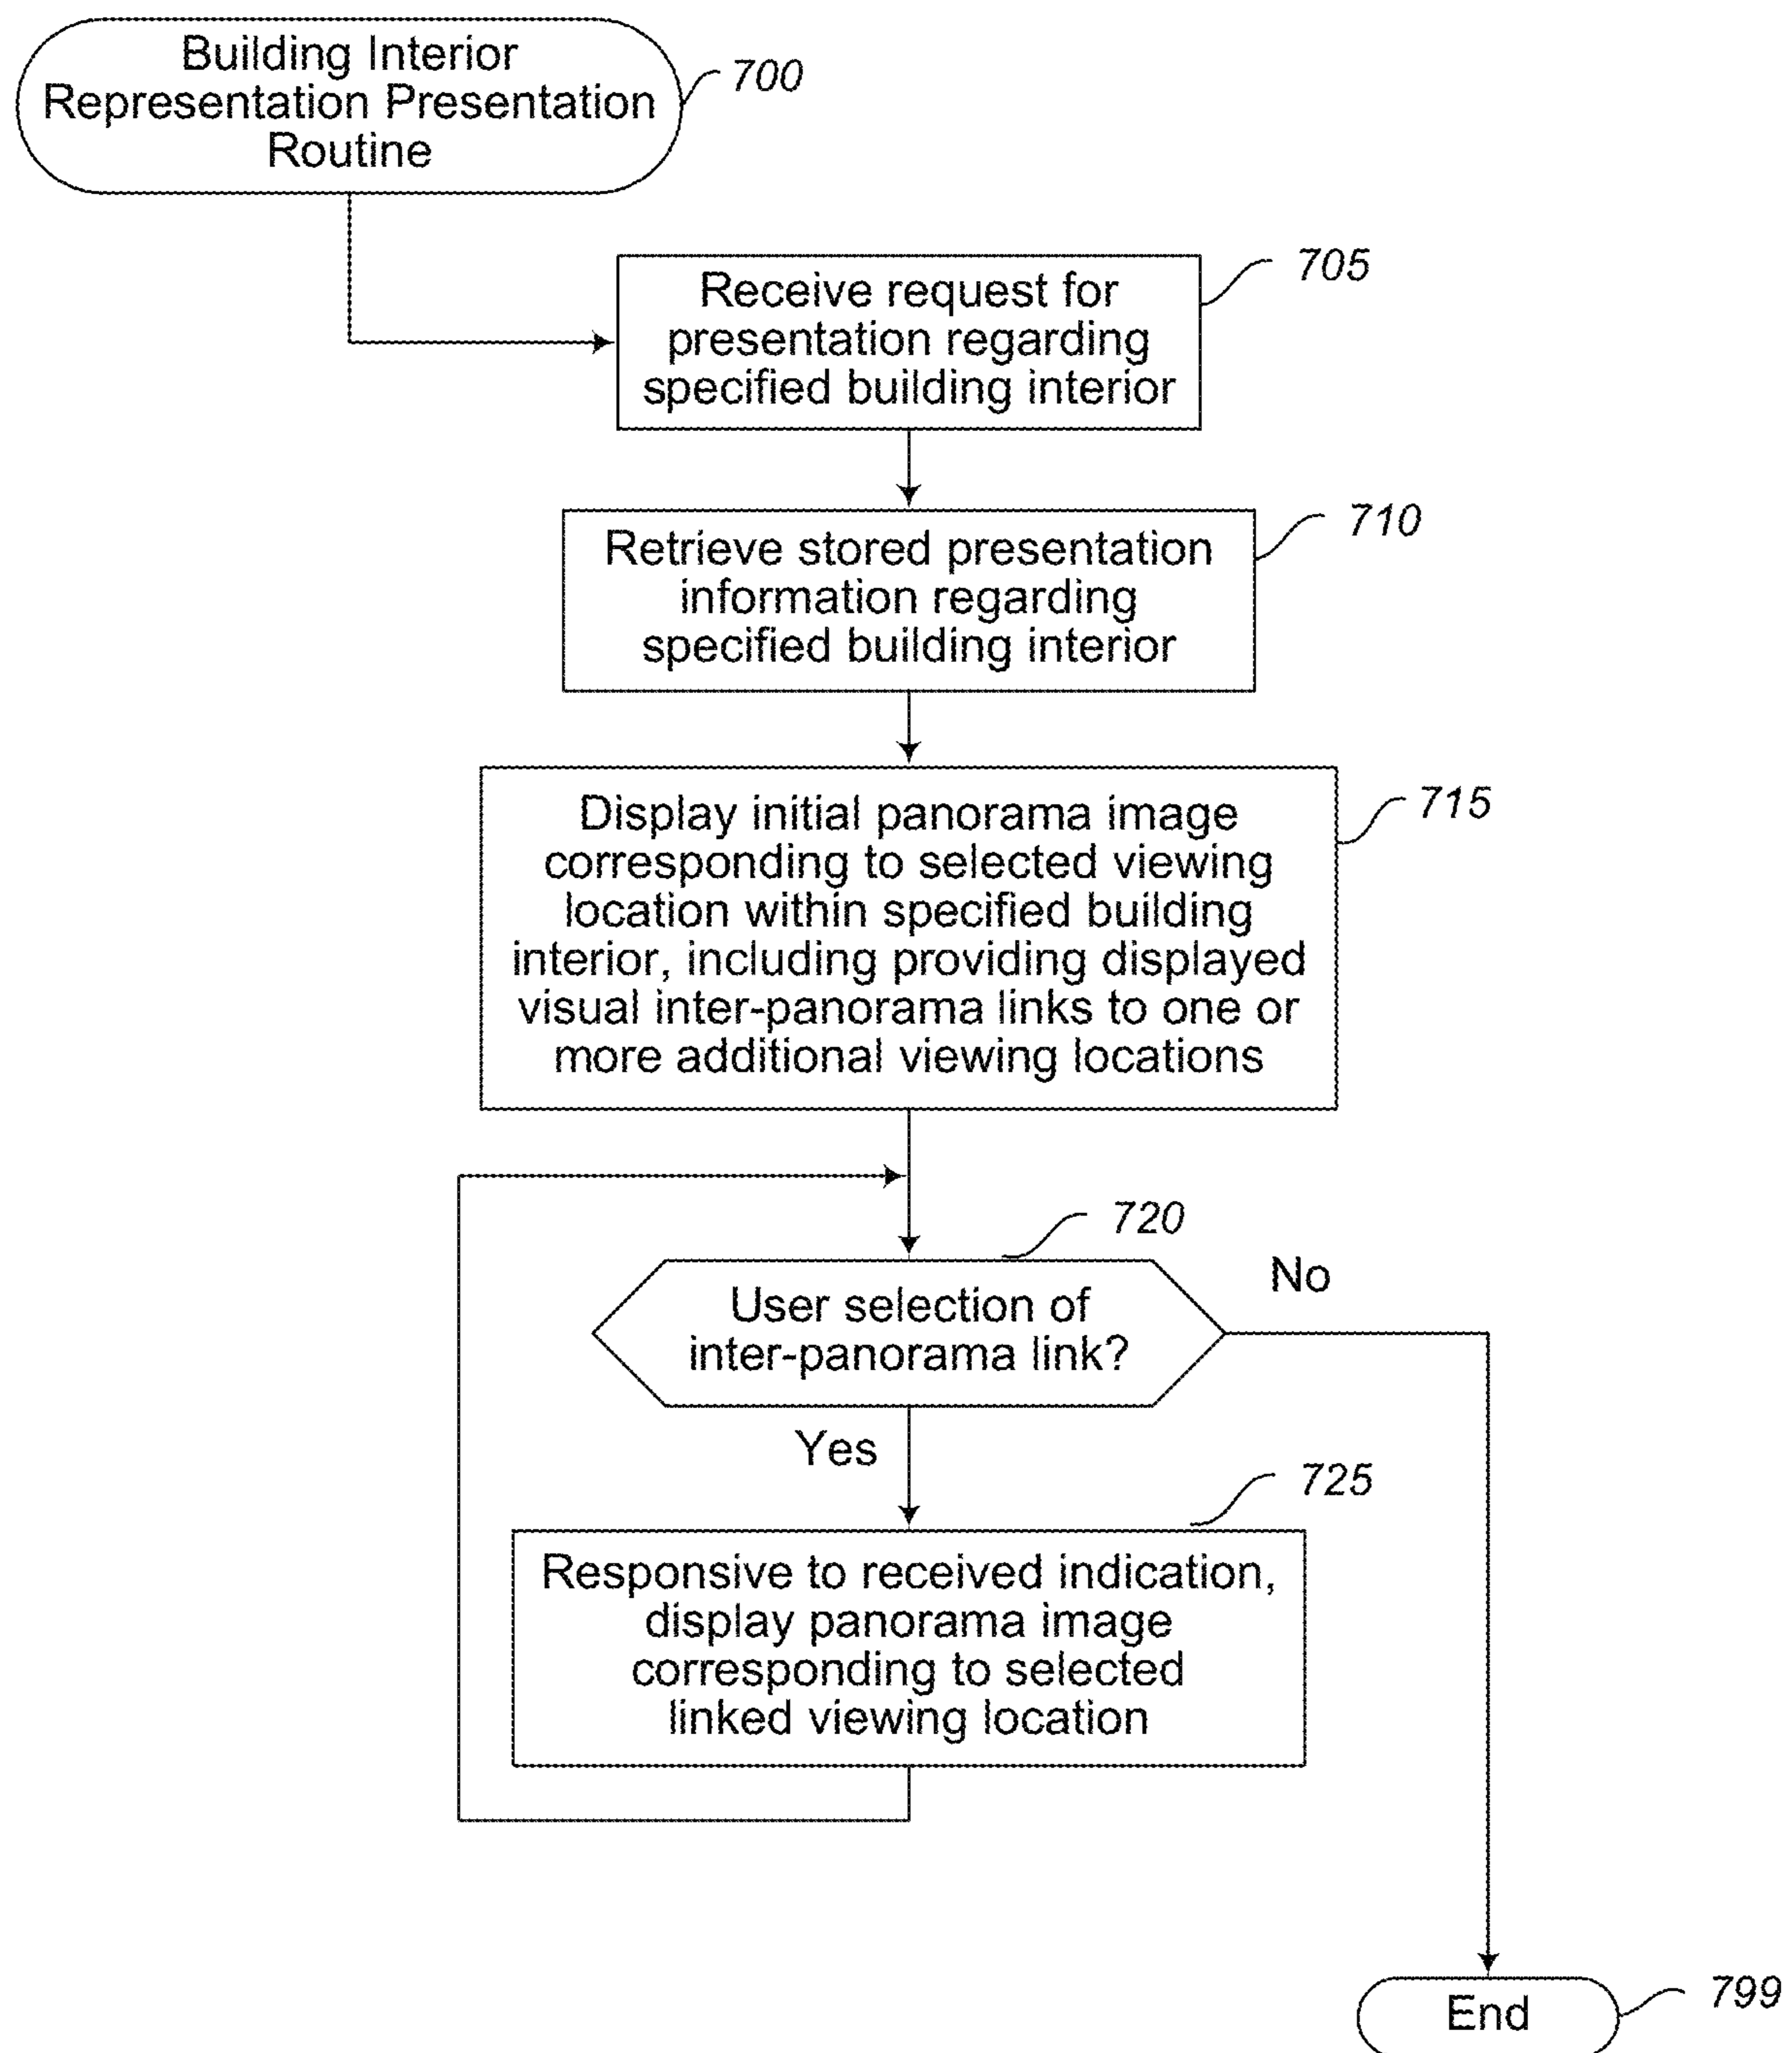 Building Interior
Representation Presentation
Routine
700
Receive request for
presentation regarding
specified building interior
705
Retrieve stored presentation
information regarding
specified building interior
710
Display initial panorama image
corresponding to selected viewing
location within specified building
interior, including providing displayed
visual inter-panorama links to one or
more additional viewing locations
715
720
User selection of
inter-panorama link?
No
Yes
725
Responsive to received indication,
display panorama image
corresponding to selected
linked viewing location
End
799